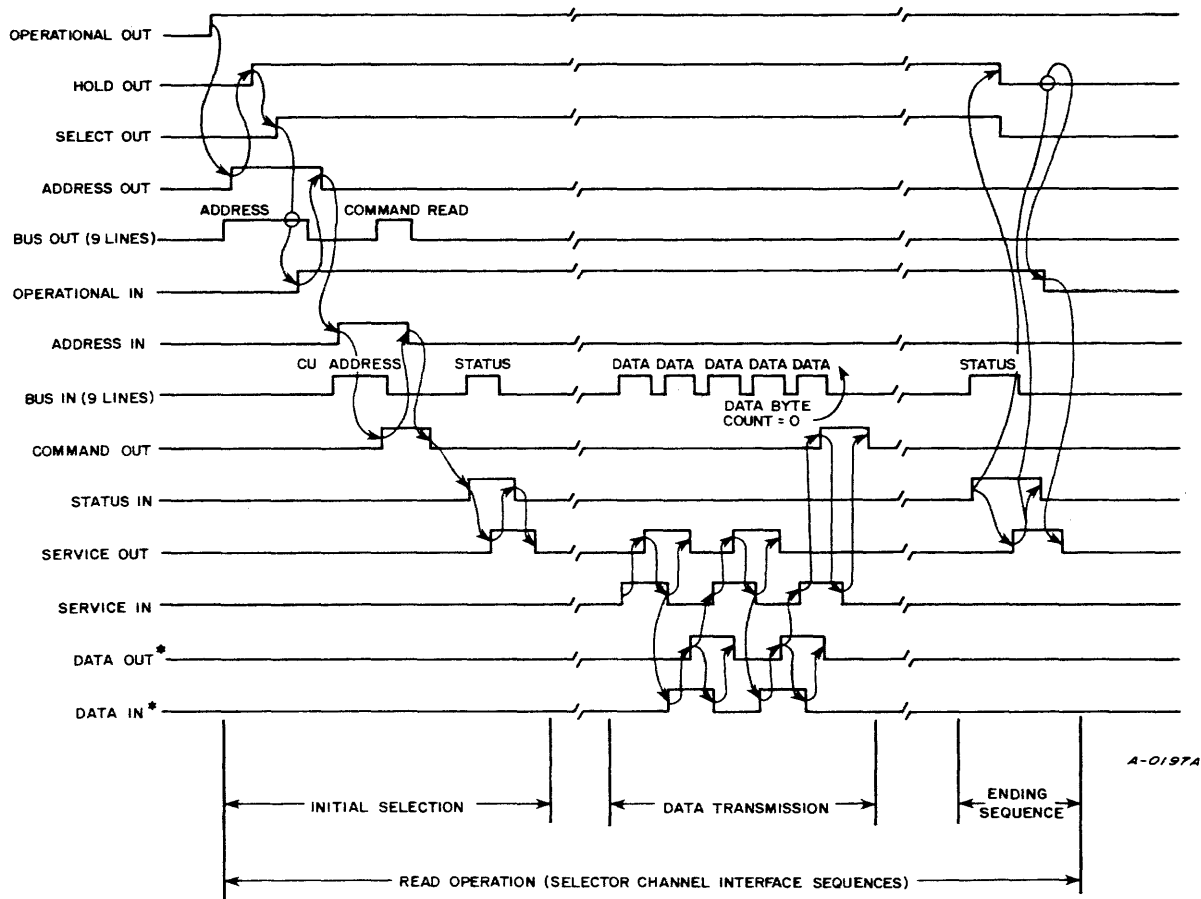 OPERATIONAL OUT
HOLD OUT
SELECT OUT
ADDRESS OUT
ADDRESS
COMMAND READ
BUS OUT (9 LINES)
OPERATIONAL IN
ADDRESS IN
CU ADDRESS
STATUS
DATA DATA DATA DATA DATA
STATUS
BUS IN (9 LINES)
DATA BYTE
COUNT = 0
COMMAND OUT
STATUS IN
SERVICE OUT
SERVICE IN
DATA OUT*
DATA IN*
A-0197A
INITIAL SELECTION
DATA TRANSMISSION
ENDING
SEQUENCE
READ OPERATION (SELECTOR CHANNEL INTERFACE SEQUENCES)